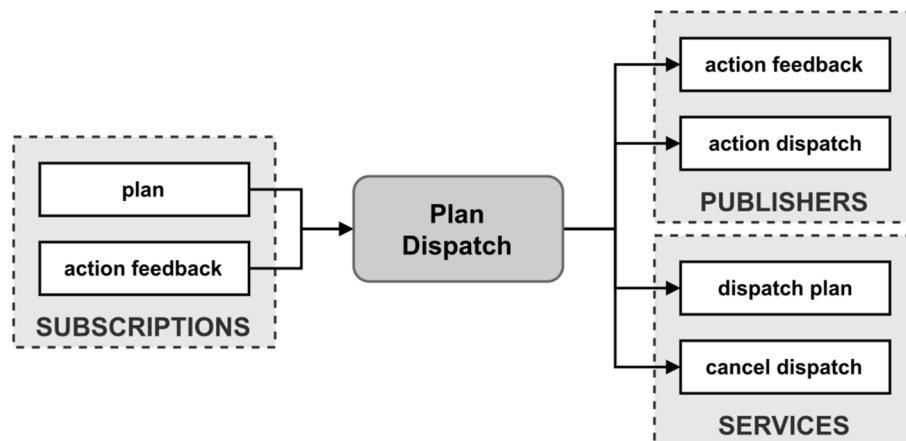 plan
action feedback
SUBSCRIPTIONS
Plan
Dispatch
action feedback
action dispatch
PUBLISHERS
dispatch plan
cancel dispatch
SERVICES